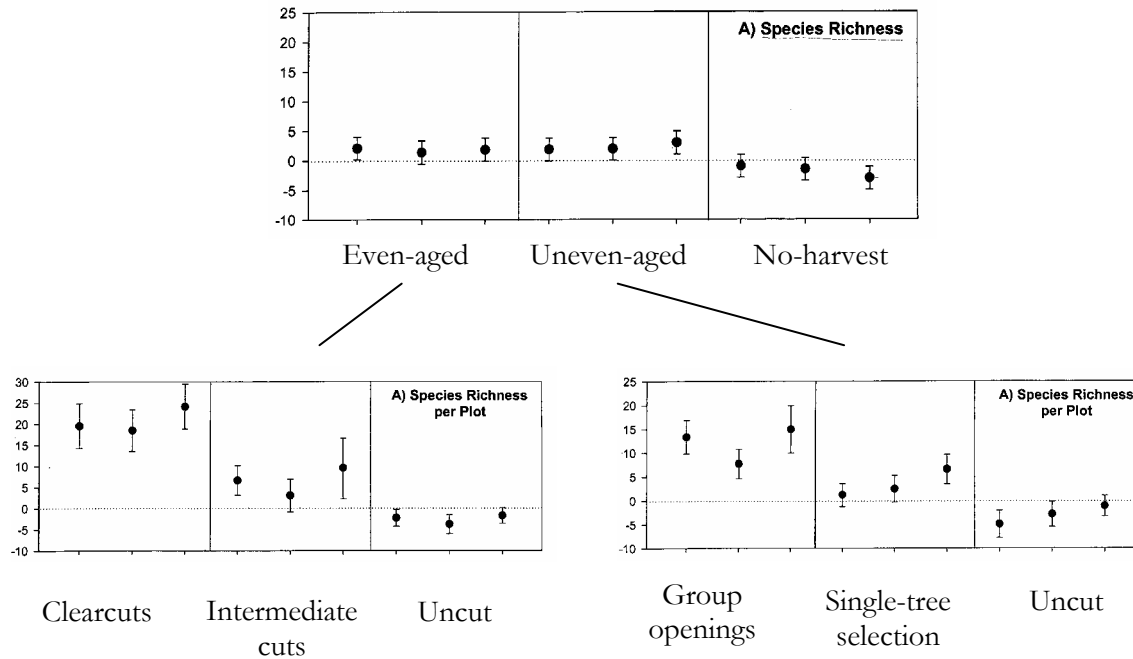 25
20
15
10
5
0
-5
-10
A) Species Richness
Even-aged
Uneven-aged
No-harvest
30
25
20
15
10
5
0
-5
-10
A) Species Richness
per Plot
Clearcuts
Intermediate
cuts
Uncut
25
20
15
10
5
0
-5
-10
A) Species Richness
per Plot
Group
openings
Single-tree
selection
Uncut